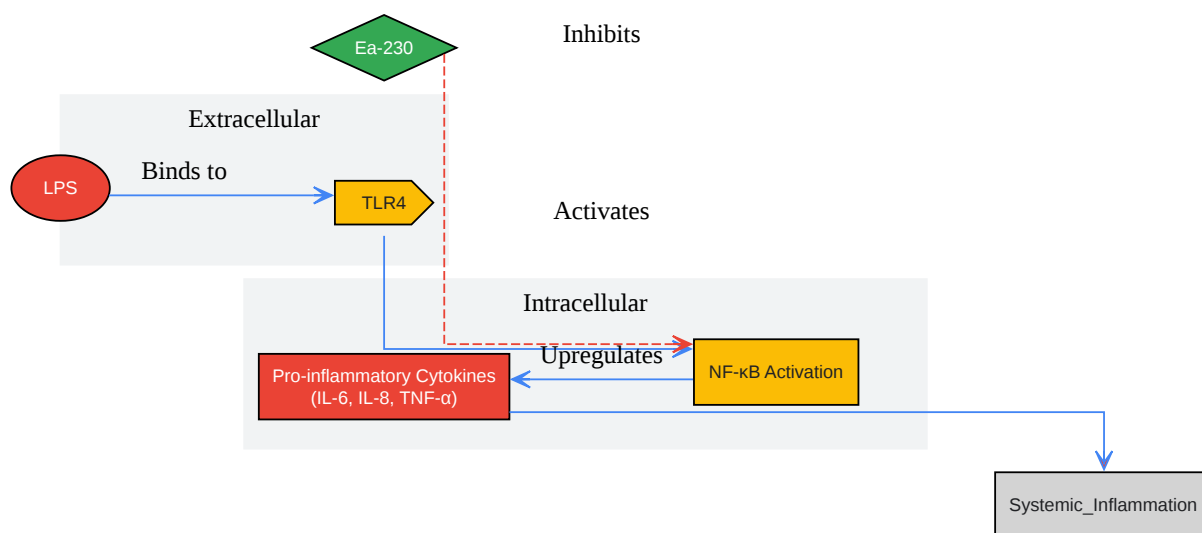 Inhibits
Ea-230
Extracellular
Binds to
LPS
TLR4
Activates
Intracellular
Upregulates
NF-κB Activation
Pro-inflammatory Cokines
(IL-6, IL-8, TNF-α)
Systemic_Inflammation